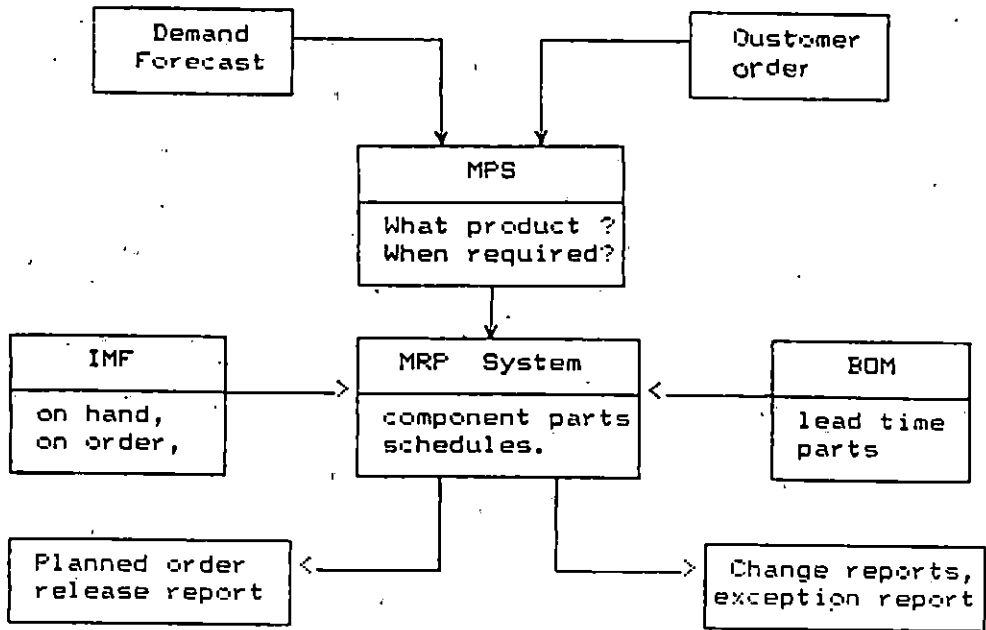 Demand
Forecast
Oustomer
order
MPS
What product ?
When required?
IMF
on hand,
on order,
MRP System
component parts
schedules.
BOM
lead time
parts
Planned order
release report
Change reports,
exception report